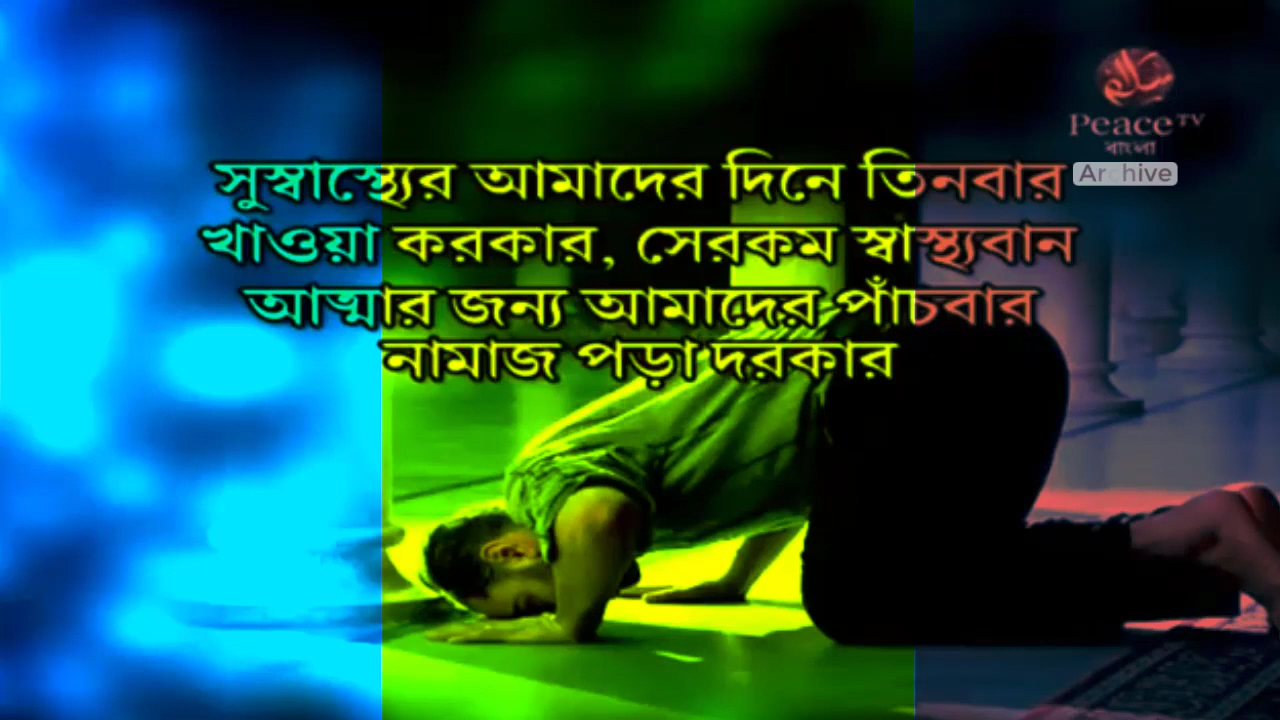 Peace TV
বাংলা
Archive
সুস্বাস্থ্যের আমাদের দিনে তিনবার
খাওয়া করকার, সেরকম স্বাস্থ্যবান
আত্মার জন্য আমাদের পাঁচবার
নামাজ পড়া দরকার